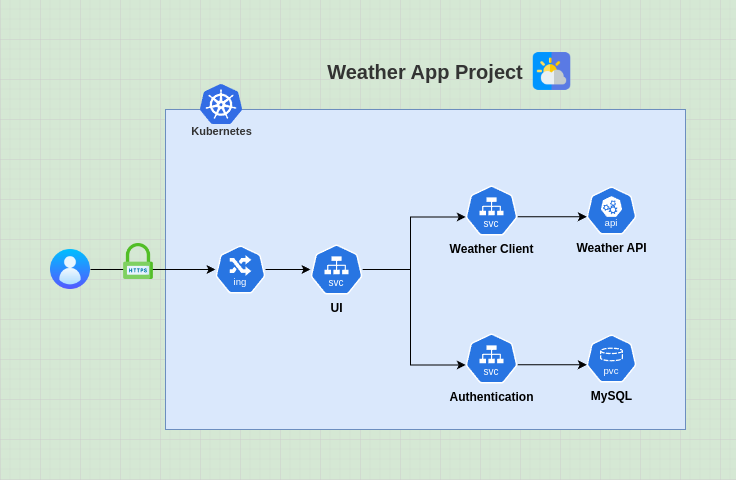 Weather App Project
Kubernetes
HTTPS
ing
svc
UI
svc
Weather Client
api
Weather API
svc
Authentication
pvc
MySQL